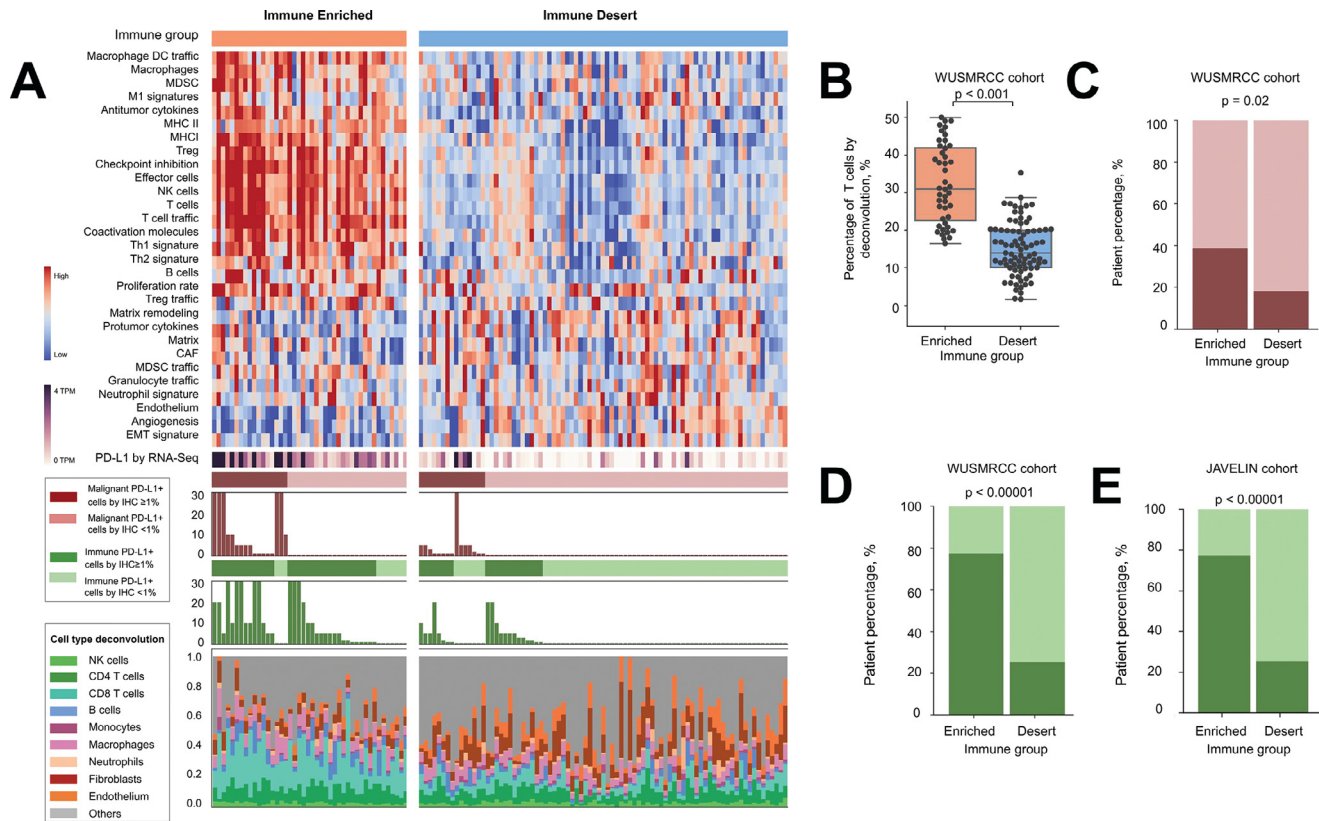 Immune Enriched
Immune Desert
Immune group
A
Macrophage DC traffic
Macrophages
MDSC
M1 signatures
Antitumor cytokines
MHC II
MHCI
Treg
Checkpoint inhibition
Effector cells
NK cells
T cells
T cell traffic
Coactivation molecules
Th1 signature
Th2 signature
B cells
Proliferation rate
Treg traffic
Matrix remodeling
Protumor cytokines
Matrix
CAF
MDSC traffic
Granulocyte traffic
Neutrophil signature
Endothelium
Angiogenesis
EMT signature
PD-L1 by RNA-Seq
High
Low
4 TPM
0 TPM
Malignant PD-L1+
cells by IHC ≥1%
Malignant PD-L1+
cells by IHC <1%
Immune PD-L1+
cells by IHC≥1%
Immune PD-L1+
cells by IHC <1%
30
20
10
0
30
20
10
0
Cell type deconvolution
NK cells
CD4 T cells
CD8 T cells
B cells
Monocytes
Macrophages
Neutrophils
Fibroblasts
Endothelium
Others
1.0
0.8
0.6
0.4
0.2
0.0
B
WUSMRCC cohort
p < 0.001
Percentage of T cells by
deconvolution, %
50
40
30
20
10
0
Enriched
Desert
Immune group
C
WUSMRCC cohort
p = 0.02
Patient percentage, %
100
80
60
40
20
0
Enriched
Desert
Immune group
D
WUSMRCC cohort
p < 0.00001
Patient percentage, %
100
80
60
40
20
0
Enriched
Desert
Immune group
E
JAVELIN cohort
p < 0.00001
Patient percentage, %
100
80
60
40
20
0
Enriched
Desert
Immune group